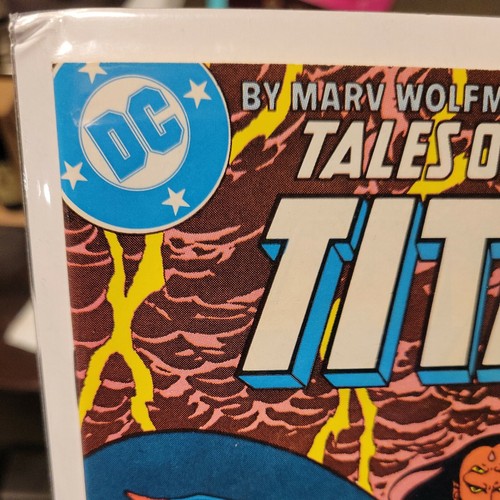 DC
BY MARV WOLFM
TALES O
TIT